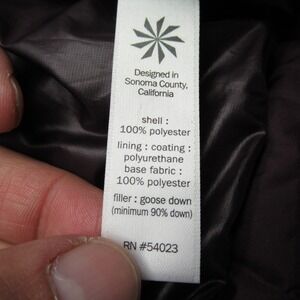 Designed in
Sonoma County,
California
shell :
100% polyester
lining : coating :
polyurethane
base fabric :
100% polyester
filler : goose down
(minimum 90% down)
RN #54023